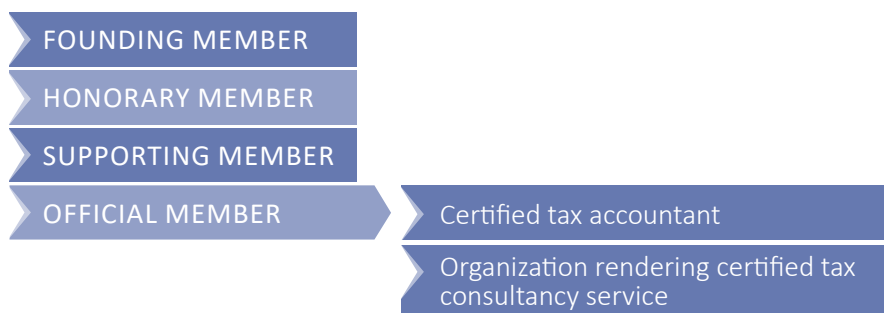 FOUNDING MEMBER
HONORARY MEMBER
SUPPORTING MEMBER
OFFICIAL MEMBER
Certified tax accountant
Organization rendering certified tax
consultancy service